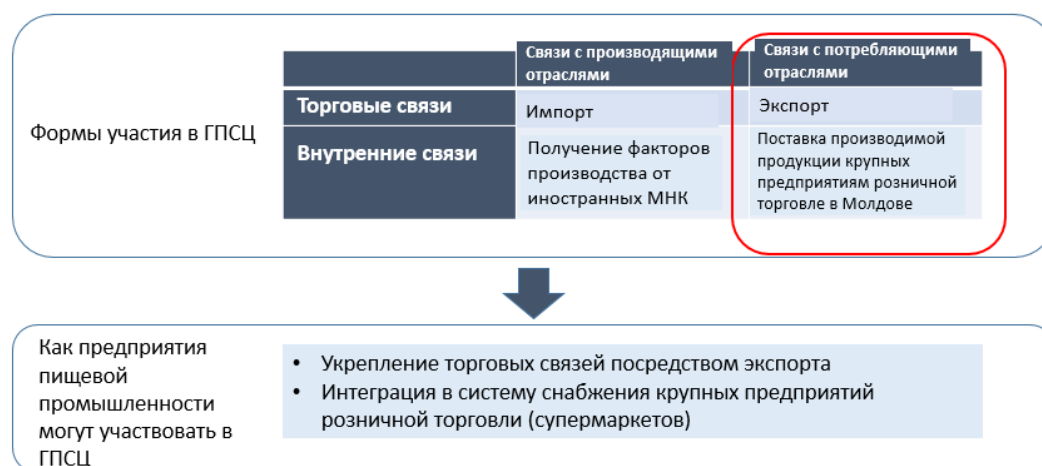 Формы участия в ГПСЦ
Связи с производящими
отраслями
Связи с потребляющими
отраслями
Торговые связи
Импорт
Экспорт
Внутренние связи
Получение факторов
производства от
иностранных МНК
Поставка производимой
продукции крупных
предприятиям розничной
торговле в Молдове
Как предприятия
пищевой
промышленности
могут участвовать в
ГПСЦ
• Укрепление торговых связей посредством экспорта
• Интеграция в систему снабжения крупных предприятий
розничной торговли (супермаркетов)